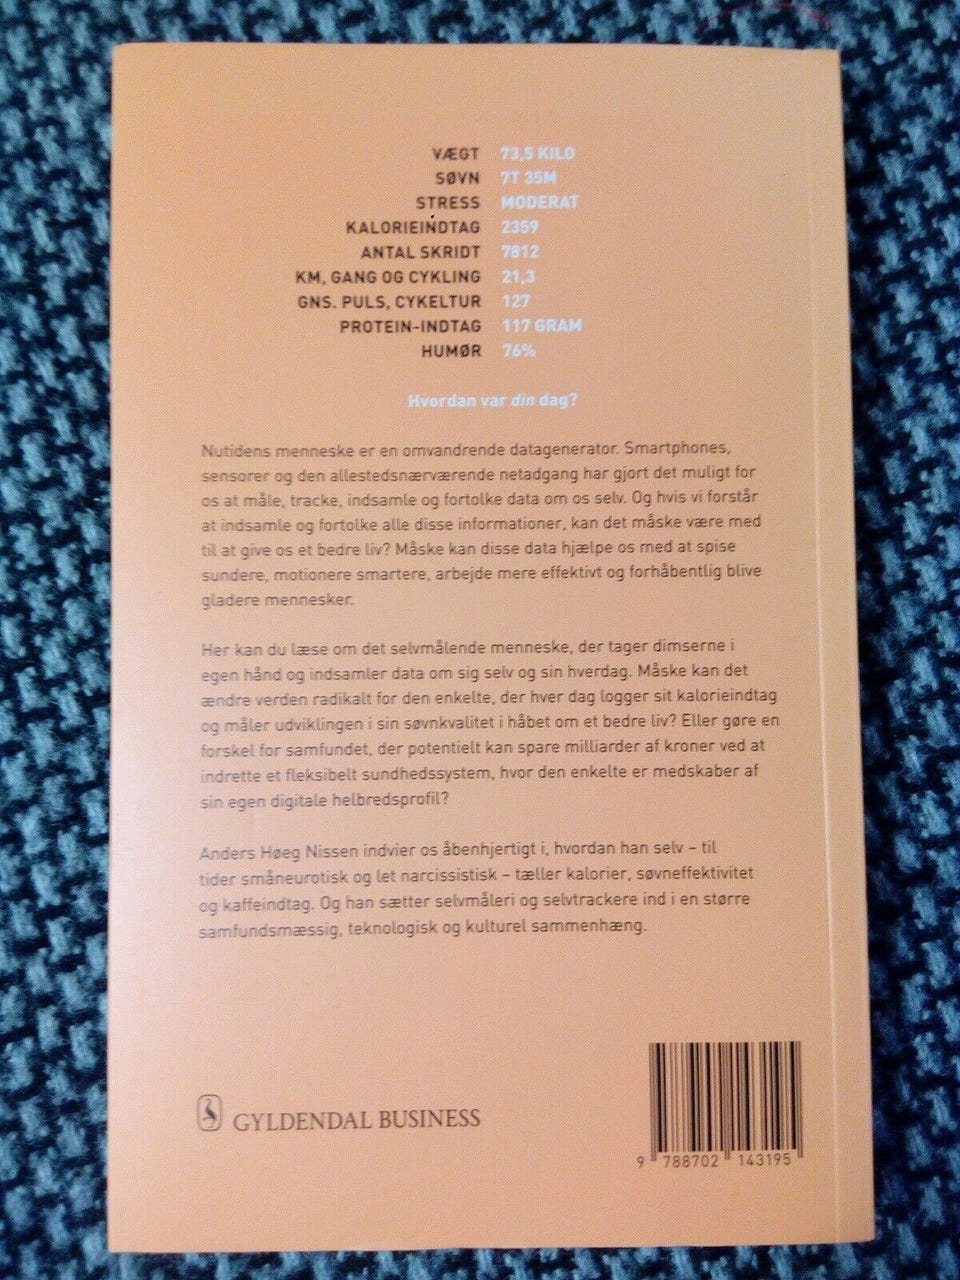 VÆGT 73,5 KILO
SØVN 7T 35M
STRESS MODERAT
KALORIEINDTAG 2359
ANTAL SKRIDT 7812
KM, GANG OG CYKLING 21,3
GNS. PULS, CYKELTUR 127
PROTEIN-INDTAG 117 GRAM
HUMØR 76%
Hvordan var din dag?
Nutidens menneske er en omvandrende datagenerator. Smartphones,
sensorer og den allestedsnærværende netadgang har gjort det muligt for
os at måle, tracke, indsamle og fortolke data om os selv. Og hvis vi forstår
at indsamle og fortolke alle disse informationer, kan det måske være med
til at give os et bedre liv? Måske kan disse data hjælpe os med at spise
sundere, motionere smartere, arbejde mere effektivt og forhåbentlig blive
gladere mennesker.
Her kan du læse om det selvmålende menneske, der tager dimserne i
egen hånd og indsamler data om sig selv og sin hverdag. Måske kan det
ændre verden radikalt for den enkelte, der hver dag logger sit kalorieindtag
og måler udviklingen i sin søvnkvalitet i håbet om et bedre liv? Eller gøre en
forskel for samfundet, der potentielt kan spare milliarder af kroner ved at
indrette et fleksibelt sundhedssystem, hvor den enkelte er medskaber af
sin egen digitale helbredsprofil?
Anders Høeg Nissen indvier os åbenhjertigt i, hvordan han selv – til
tider småneurotisk og let narcissistisk – tæller kalorier, søvneffektivitet
og kaffeindtag. Og han sætter selvmåleri og selvtrackere ind i en større
samfundsmæssig, teknologisk og kulturel sammenhæng.
GYLDENDAL BUSINESS
9 788702 143195